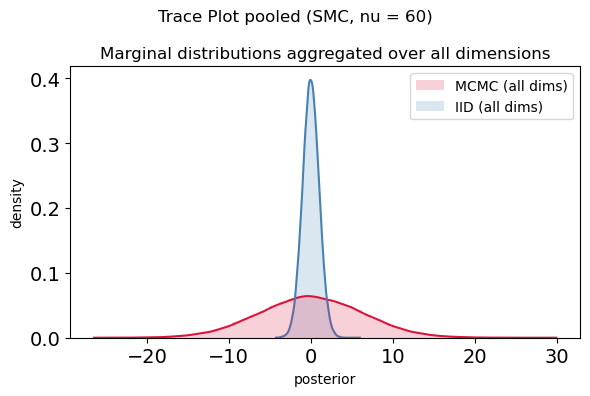 Trace Plot pooled (SMC, nu = 60)
Marginal distributions aggregated over all dimensions
MCMC (all dims)
IID (all dims)
density
0.4
0.3
0.2
0.1
0.0
−20
−10
0
10
20
30
posterior